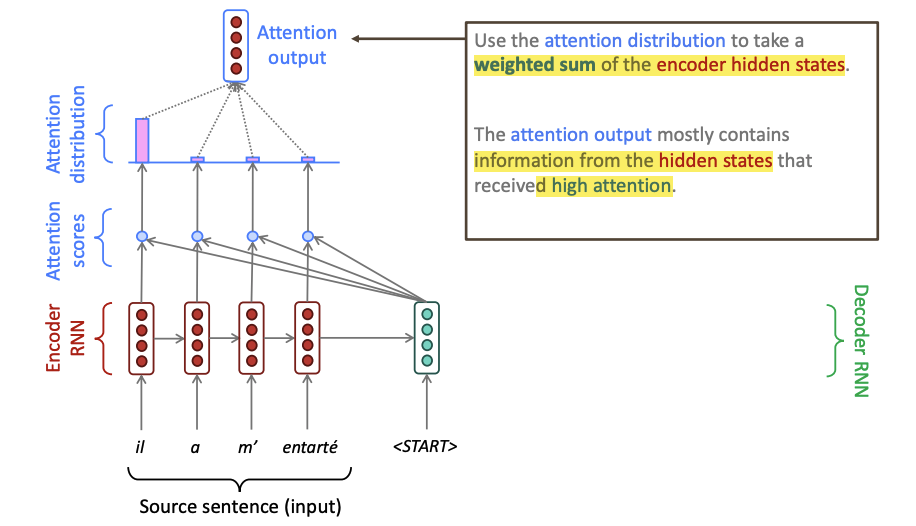 Attention
output
Use the attention distribution to take a
weighted sum of the encoder hidden states.
The attention output mostly contains
information from the hidden states that
received high attention.
Attention
distribution
Attention
scores
Encoder
RNN
Decoder RNN
il a m’ entarté <START>
Source sentence (input)